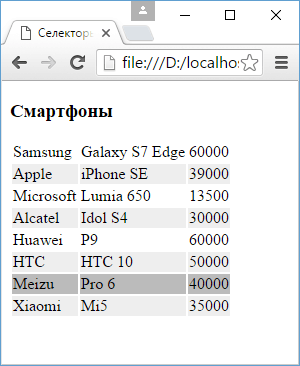 Селекторы
file:///D:/localhos
Смартфоны
Samsung Galaxy S7 Edge 60000
Apple iPhone SE 39000
Microsoft Lumia 650 13500
Alcatel Idol S4 30000
Huawei P9 60000
HTC HTC 10 50000
Meizu Pro 6 40000
Xiaomi Mi5 35000